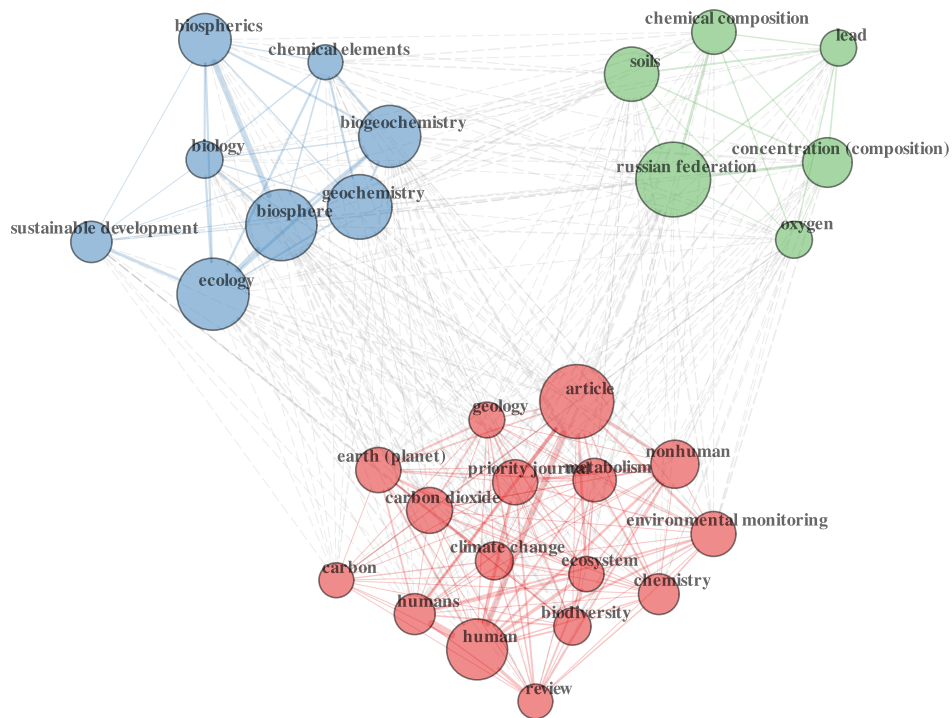 biospherics
chemical elements
biogeochemistry
biology
geochemistry
biosphere
sustainable development
ecology
chemical composition
lead
soils
concentration (composition)
russian federation
oxygen
article
geology
earth (planet)
priority journal
metabolism
nonhuman
carbon dioxide
environmental monitoring
climate change
ecosystem
carbon
chemistry
humans
biodiversity
human
review